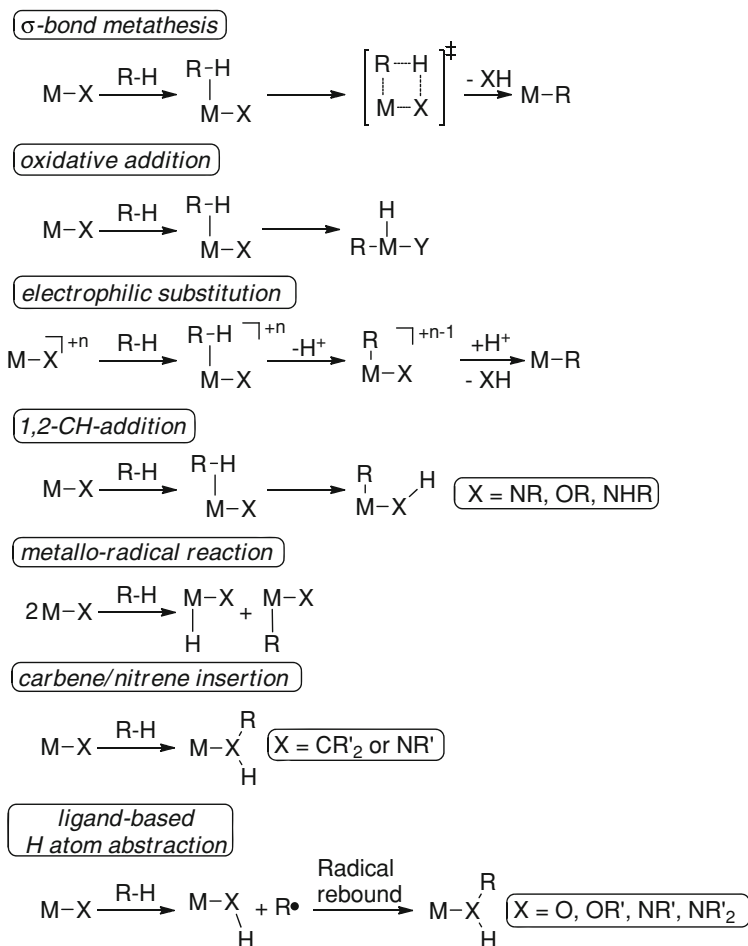 σ-bond metathesis
M–X R-H R–H M–X [R---H M---X]‡ - XH M–R
oxidative addition
M–X R-H R–H M–X H R–M–Y
electrophilic substitution
M–X ⌉+n R-H R–H M–X ⌉+n -H+ R M–X ⌉+n-1 +H+ - XH M–R
1,2-CH-addition
M–X R-H R–H M–X R M–X H X = NR, OR, NHR
metallo-radical reaction
2 M–X R-H M–X H + M–X R
carbene/nitrene insertion
M–X R-H M–X R H X = CR'2 or NR'
ligand-based
H atom abstraction
M–X R-H M–X H + R• Radical rebound M–X R H X = O, OR', NR', NR'2